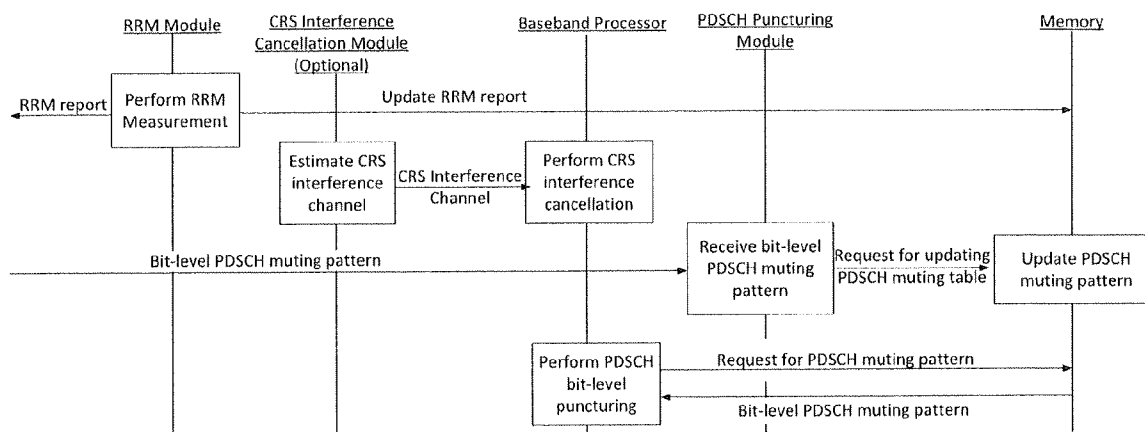 RRM Module
CRS Interference
Cancellation Module
(Optional)
Baseband Processor
PDSCH Puncturing
Module
Memory
RRM report
Perform RRM
Measurement
Update RRM report
Estimate CRS
interference
channel
CRS Interference
Channel
Perform CRS
interference
cancellation
Bit-level PDSCH muting pattern
Receive bit-level
PDSCH muting
pattern
Request for updating
PDSCH muting table
Update PDSCH
muting pattern
Perform PDSCH
bit-level
puncturing
Request for PDSCH muting pattern
Bit-level PDSCH muting pattern